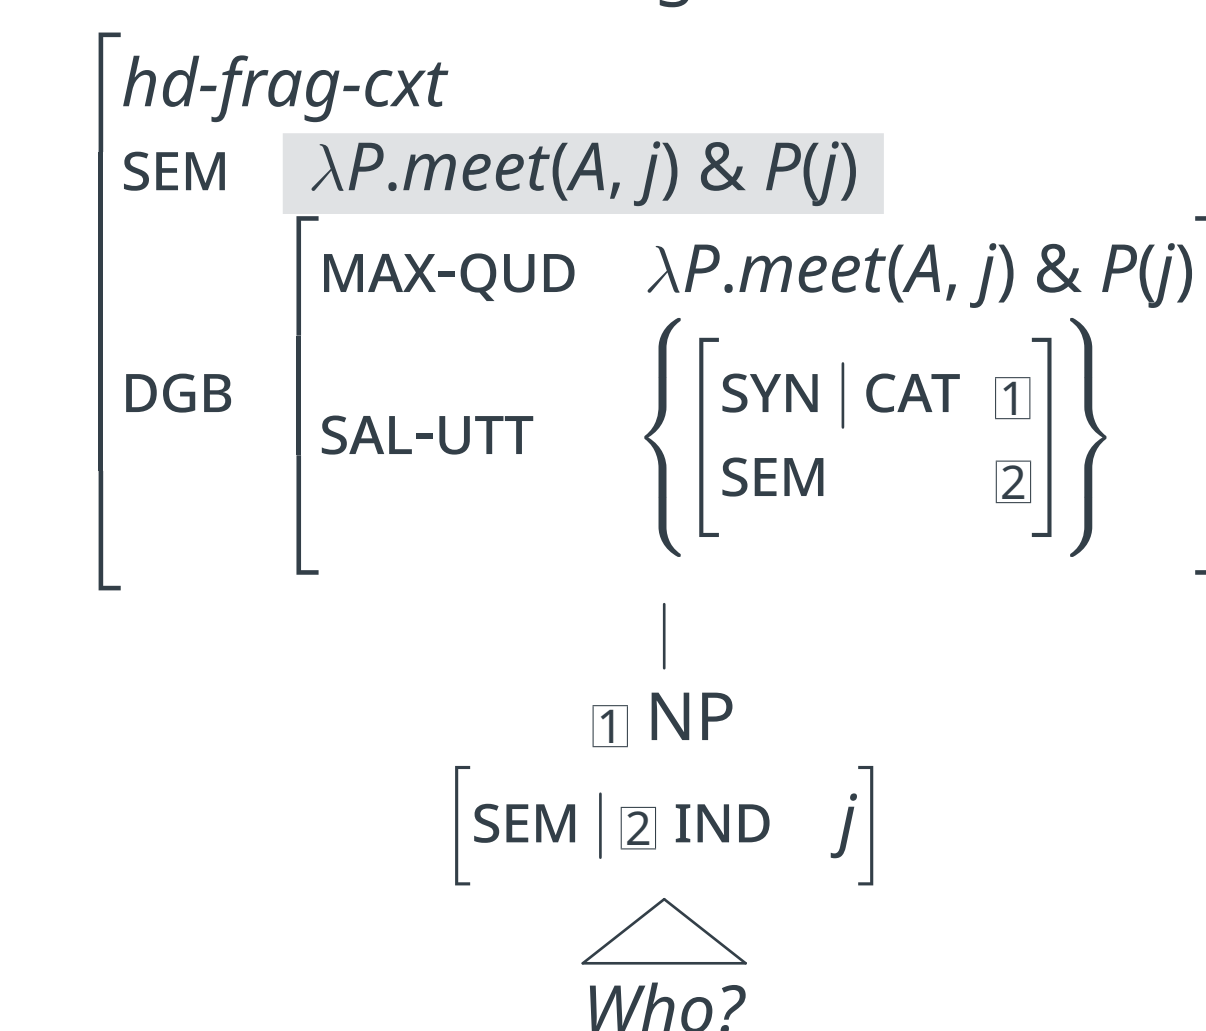 hd-frag-cxt
SEM λP.meet(A, j) & P(j)
MAX-QUD λP.meet(A, j) & P(j)
SYN | CAT 1
DGB
SAL-UTT
SEM 2
1 NP
SEM | 2 IND j
Who?